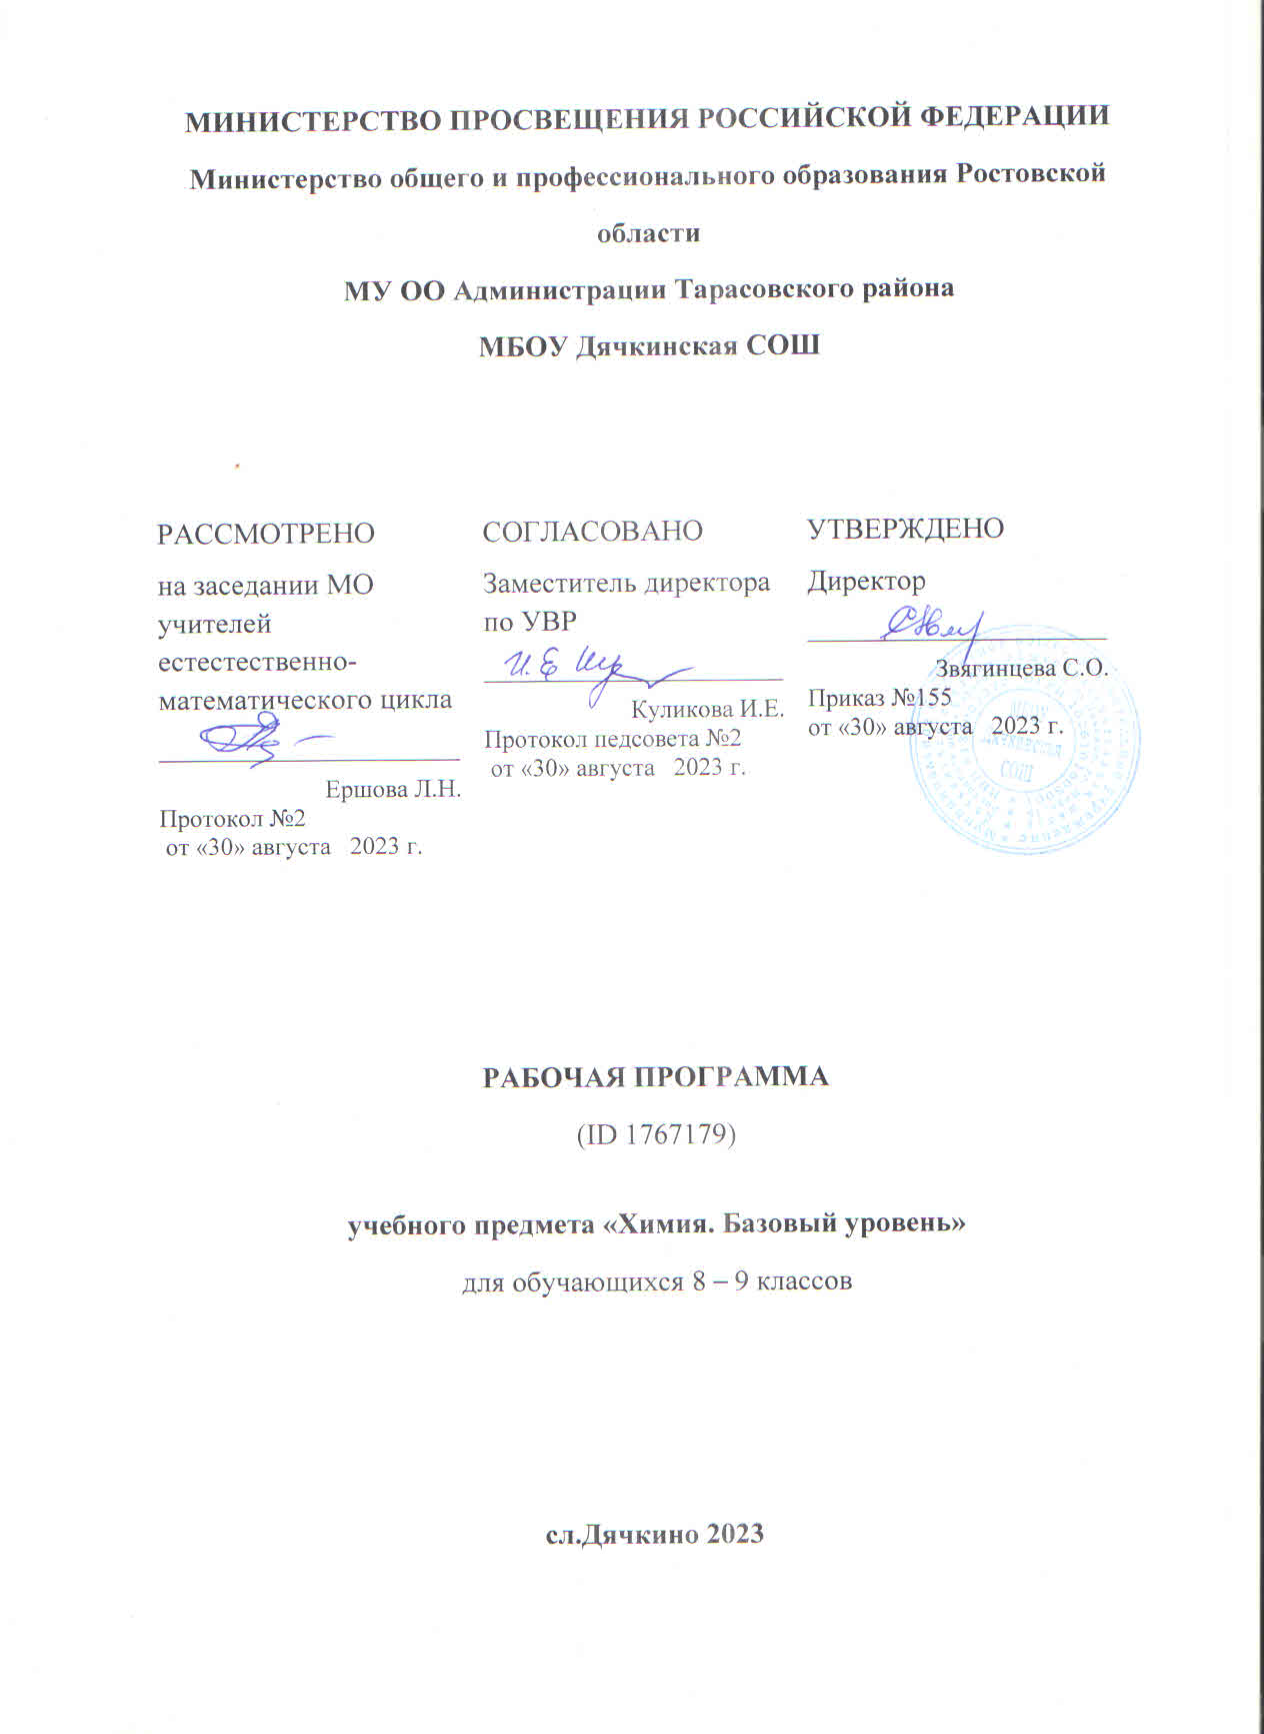 МИНИСТЕРСТВО ПРОСВЕЩЕНИЯ РОССИЙСКОЙ ФЕДЕРАЦИИ
Министерство общего и профессионального образования Ростовской
области
МУ ОО Администрации Тарасовского района
МБОУ Дячкинская СОШ
РАССМОТРЕНО
на заседании МО
учителей
естестественно-
математического цикла
Ершова Л.Н.
Протокол №2
от «30» августа 2023 г.
СОГЛАСОВАНО
Заместитель директора
по УВР
Куликова И.Е.
Протокол педсовета №2
от «30» августа 2023 г.
УТВЕРЖДЕНО
Директор
Звягинцева С.О.
Приказ №155
от «30» августа 2023 г.
СОШ
РАБОЧАЯ ПРОГРАММА
(ID 1767179)
учебного предмета «Химия. Базовый уровень»
для обучающихся 8 – 9 классов
сл.Дячкино 2023